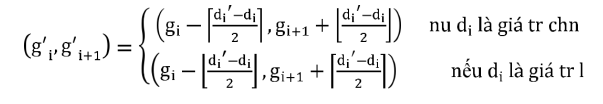 (g'ᵢ, g'ᵢ₊₁) = { (gᵢ − ⌈(dᵢ′−dᵢ)/2⌉, gᵢ₊₁ + ⌊(dᵢ′−dᵢ)/2⌋) nu dᵢ là giá tr chn
(gᵢ − ⌊(dᵢ′−dᵢ)/2⌋, gᵢ₊₁ + ⌈(dᵢ′−dᵢ)/2⌉) nếu dᵢ là giá tr l